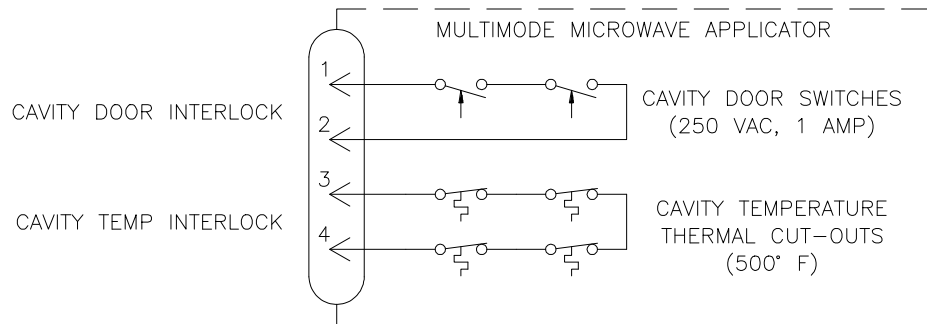 MULTIMODE MICROWAVE APPLICATOR
1
CAVITY DOOR INTERLOCK
2
CAVITY DOOR SWITCHES
(250 VAC, 1 AMP)
3
CAVITY TEMP INTERLOCK
4
CAVITY TEMPERATURE
THERMAL CUT-OUTS
(500° F)